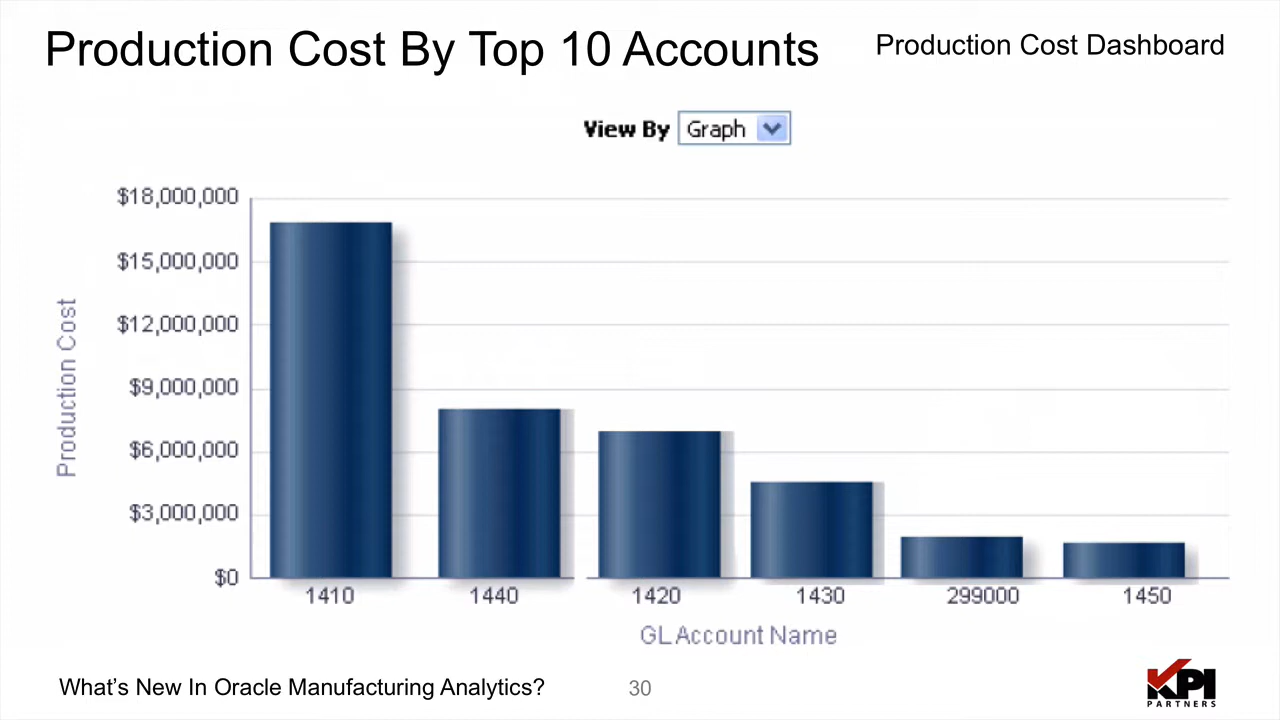 Production Cost By Top 10 Accounts
Production Cost Dashboard
View By Graph
$18,000,000
$15,000,000
$12,000,000
$9,000,000
$6,000,000
$3,000,000
$0
Production Cost
1410 1440 1420 1430 299000 1450
GL Account Name
What’s New In Oracle Manufacturing Analytics?
30
KPI
PARTNERS